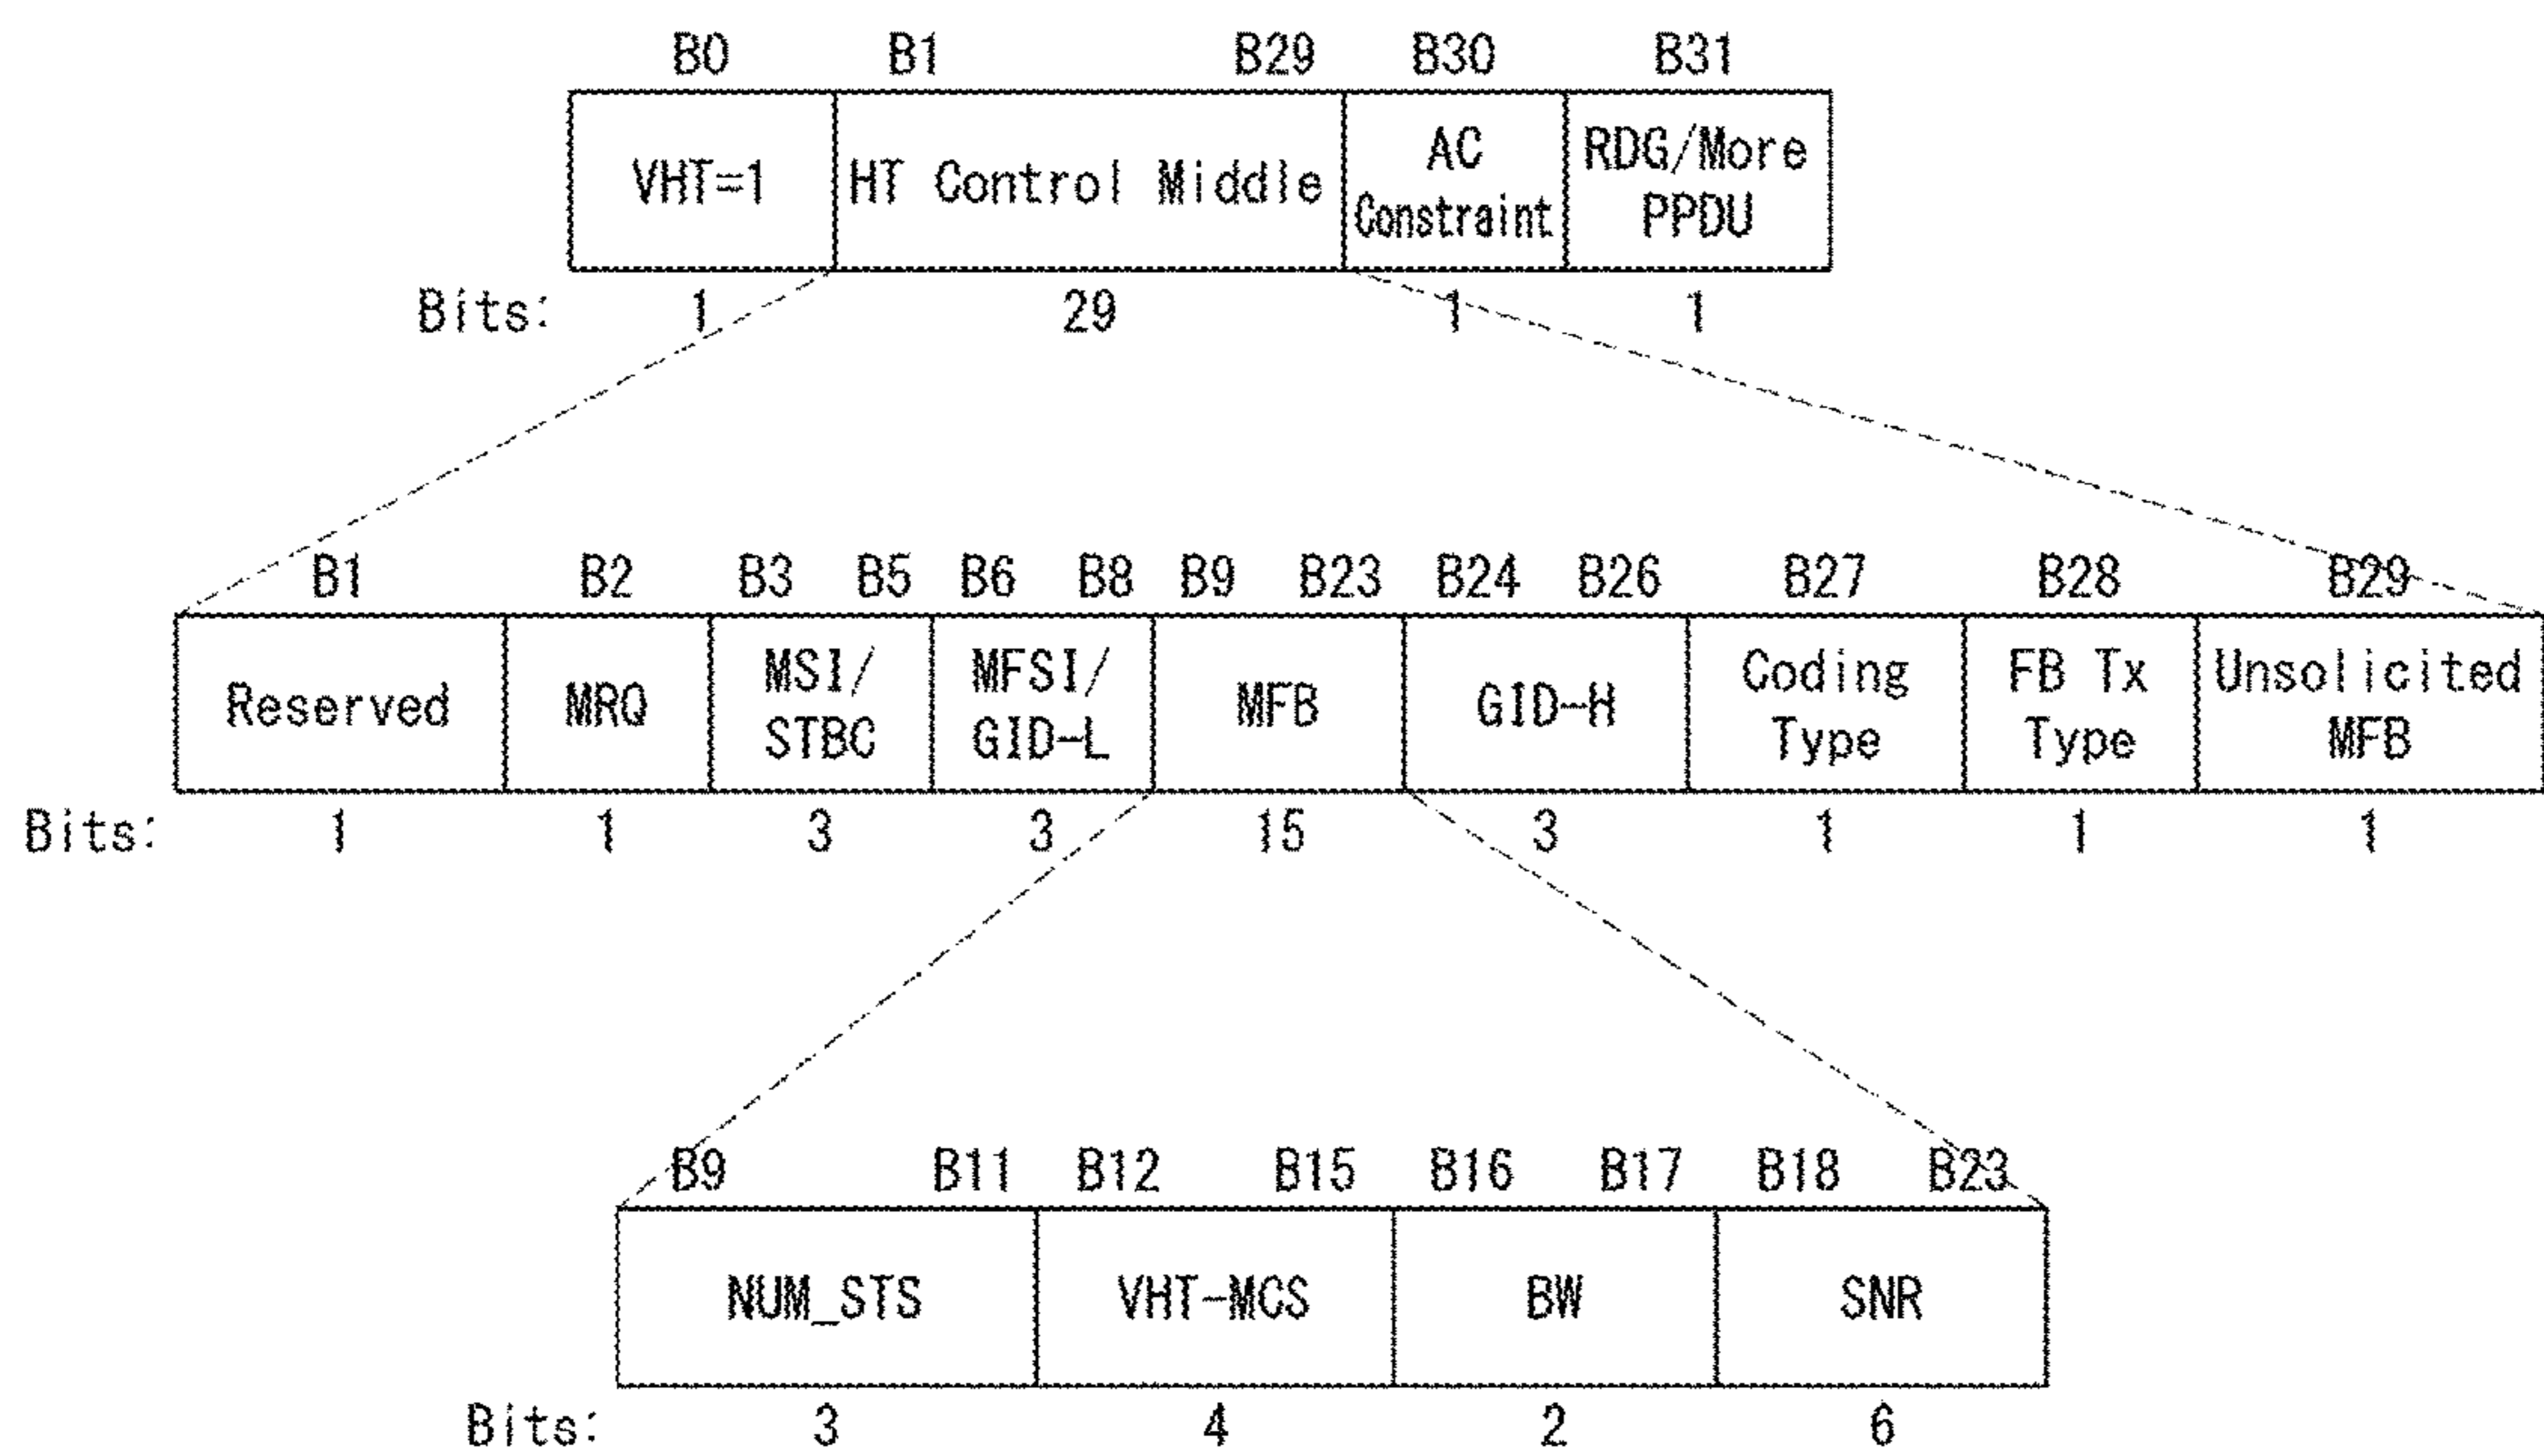 B0 B1 B29 B30 B31
VHT=1 HT Control Middle AC Constraint RDG/More PPDU
Bits: 1 29 1 1
B1 B2 B3 B5 B6 B8 B9 B23 B24 B26 B27 B28 B29
Reserved MRQ MSI/ STBC MFSI/ GID-L MFB GID-H Coding Type FB Tx Type Unsolicited MFB
Bits: 1 1 3 3 15 3 1 1 1
B9 B11 B12 B15 B16 B17 B18 B23
NUM_STS VHT-MCS BW SNR
Bits: 3 4 2 6